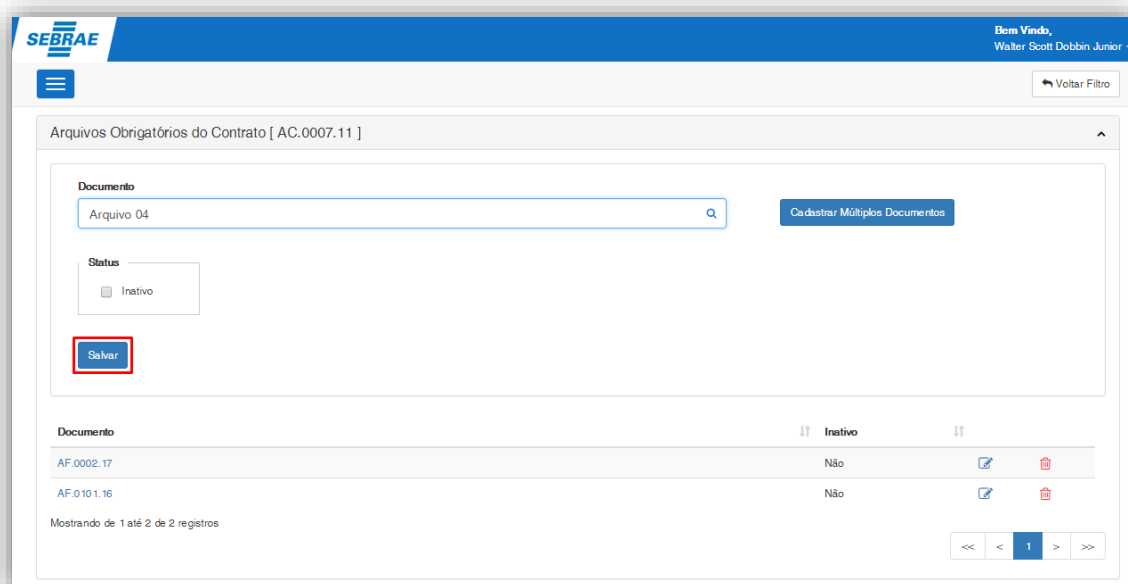 SEBRAE
Bem Vindo,
Walter Scott Dobbin Junior
Voltar Filtro
Arquivos Obrigatórios do Contrato [ AC.0007.11 ]
Documento
Arquivo 04
Cadastrar Múltiplos Documentos
Status
Inativo
Salvar
Documento Inativo
AF.0002.17 Não
AF.0101.16 Não
Mostrando de 1 até 2 de 2 registros
<< < 1 > >>